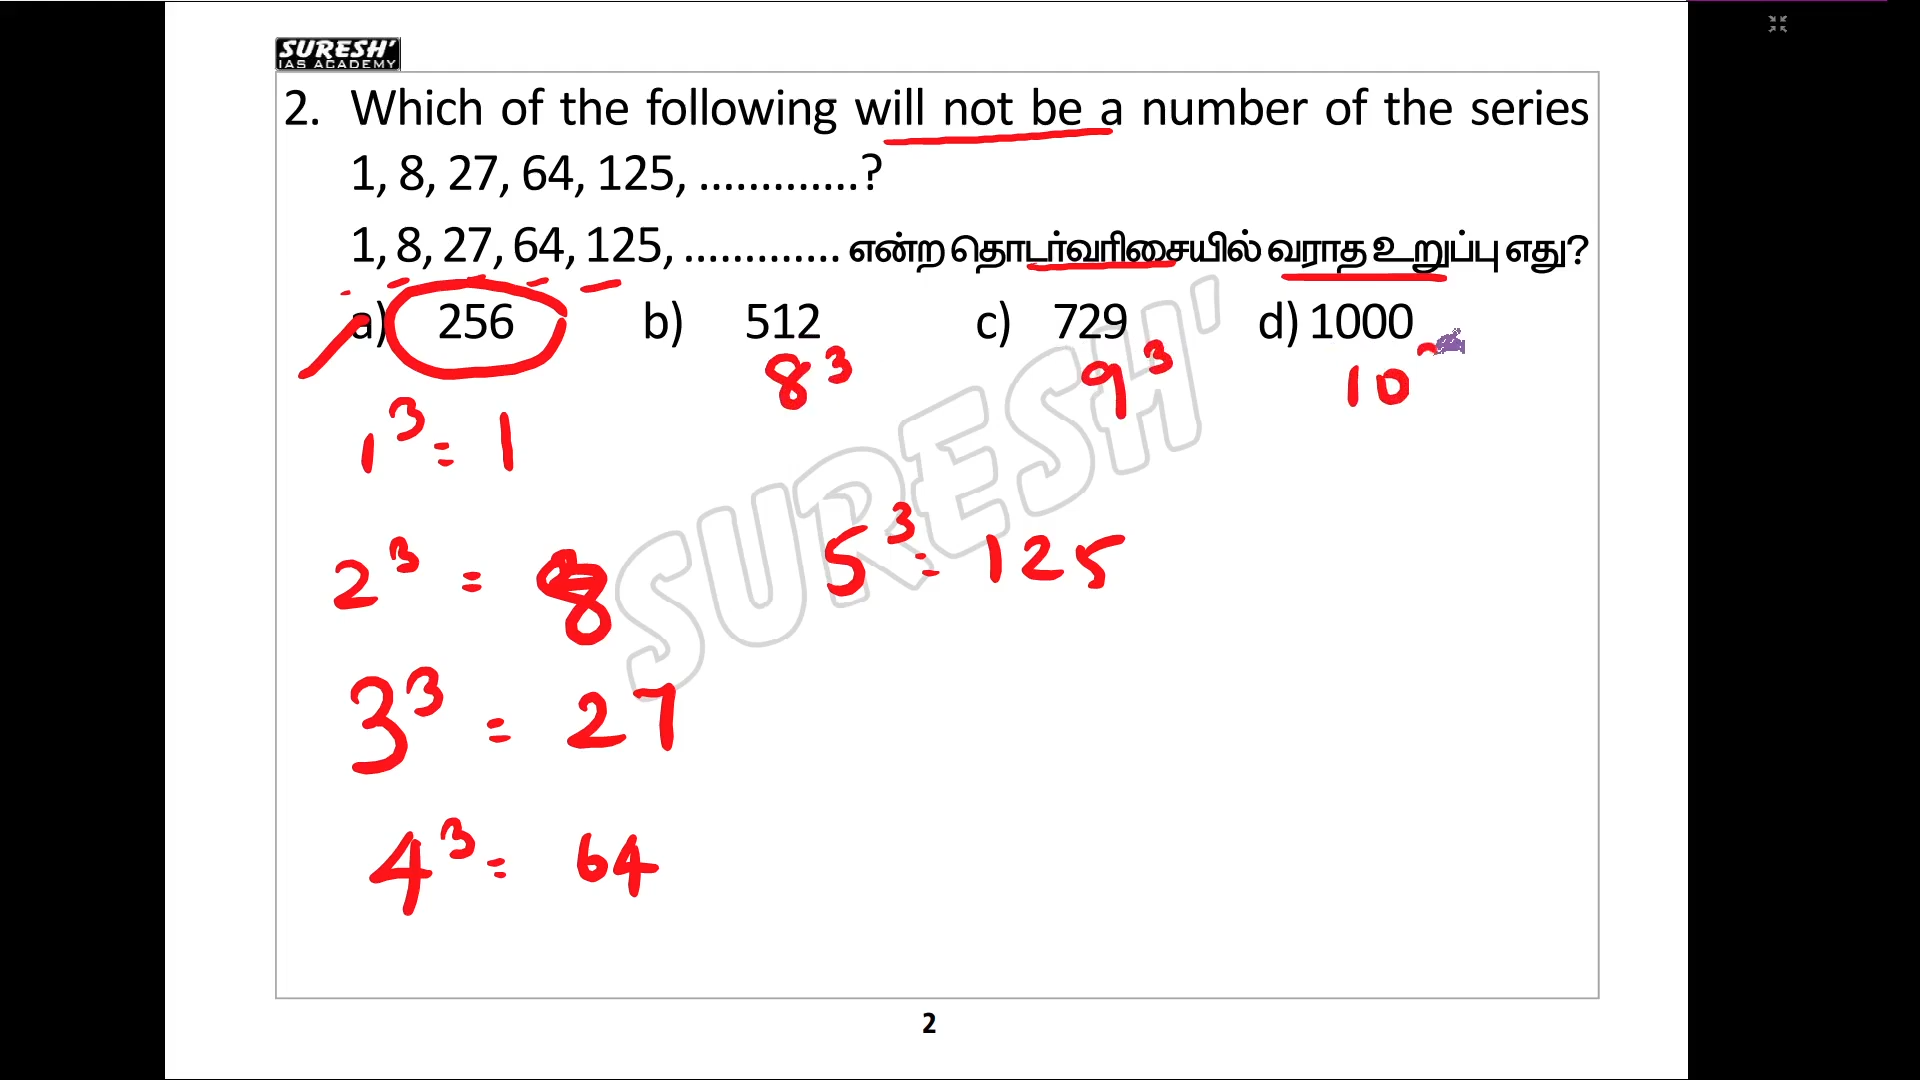 SURESH'
IAS ACADEMY
2. Which of the following will not be a number of the series
1, 8, 27, 64, 125, .............?
1, 8, 27, 64, 125, ............. என்ற தொடர்வரிசையில் வராத உறுப்பு எது?
a) 256 b) 512 c) 729 d) 1000
8³ 9³ 10
1³ = 1
2³ = 8 5³ = 125
3³ = 27
4³ = 64
SURESH'
2